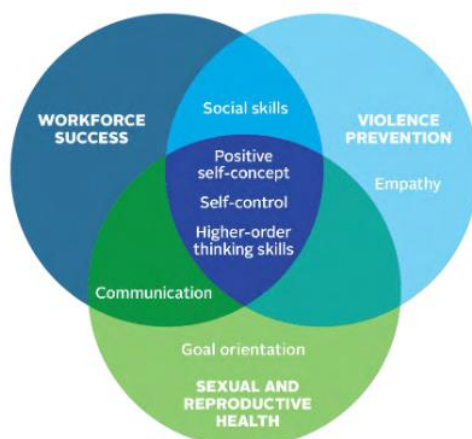 Social skills
WORKFORCE
SUCCESS
VIOLENCE
PREVENTION
Positive
self-concept
Empathy
Self-control
Higher-order
thinking skills
Communication
Goal orientation
SEXUAL AND
REPRODUCTIVE
HEALTH